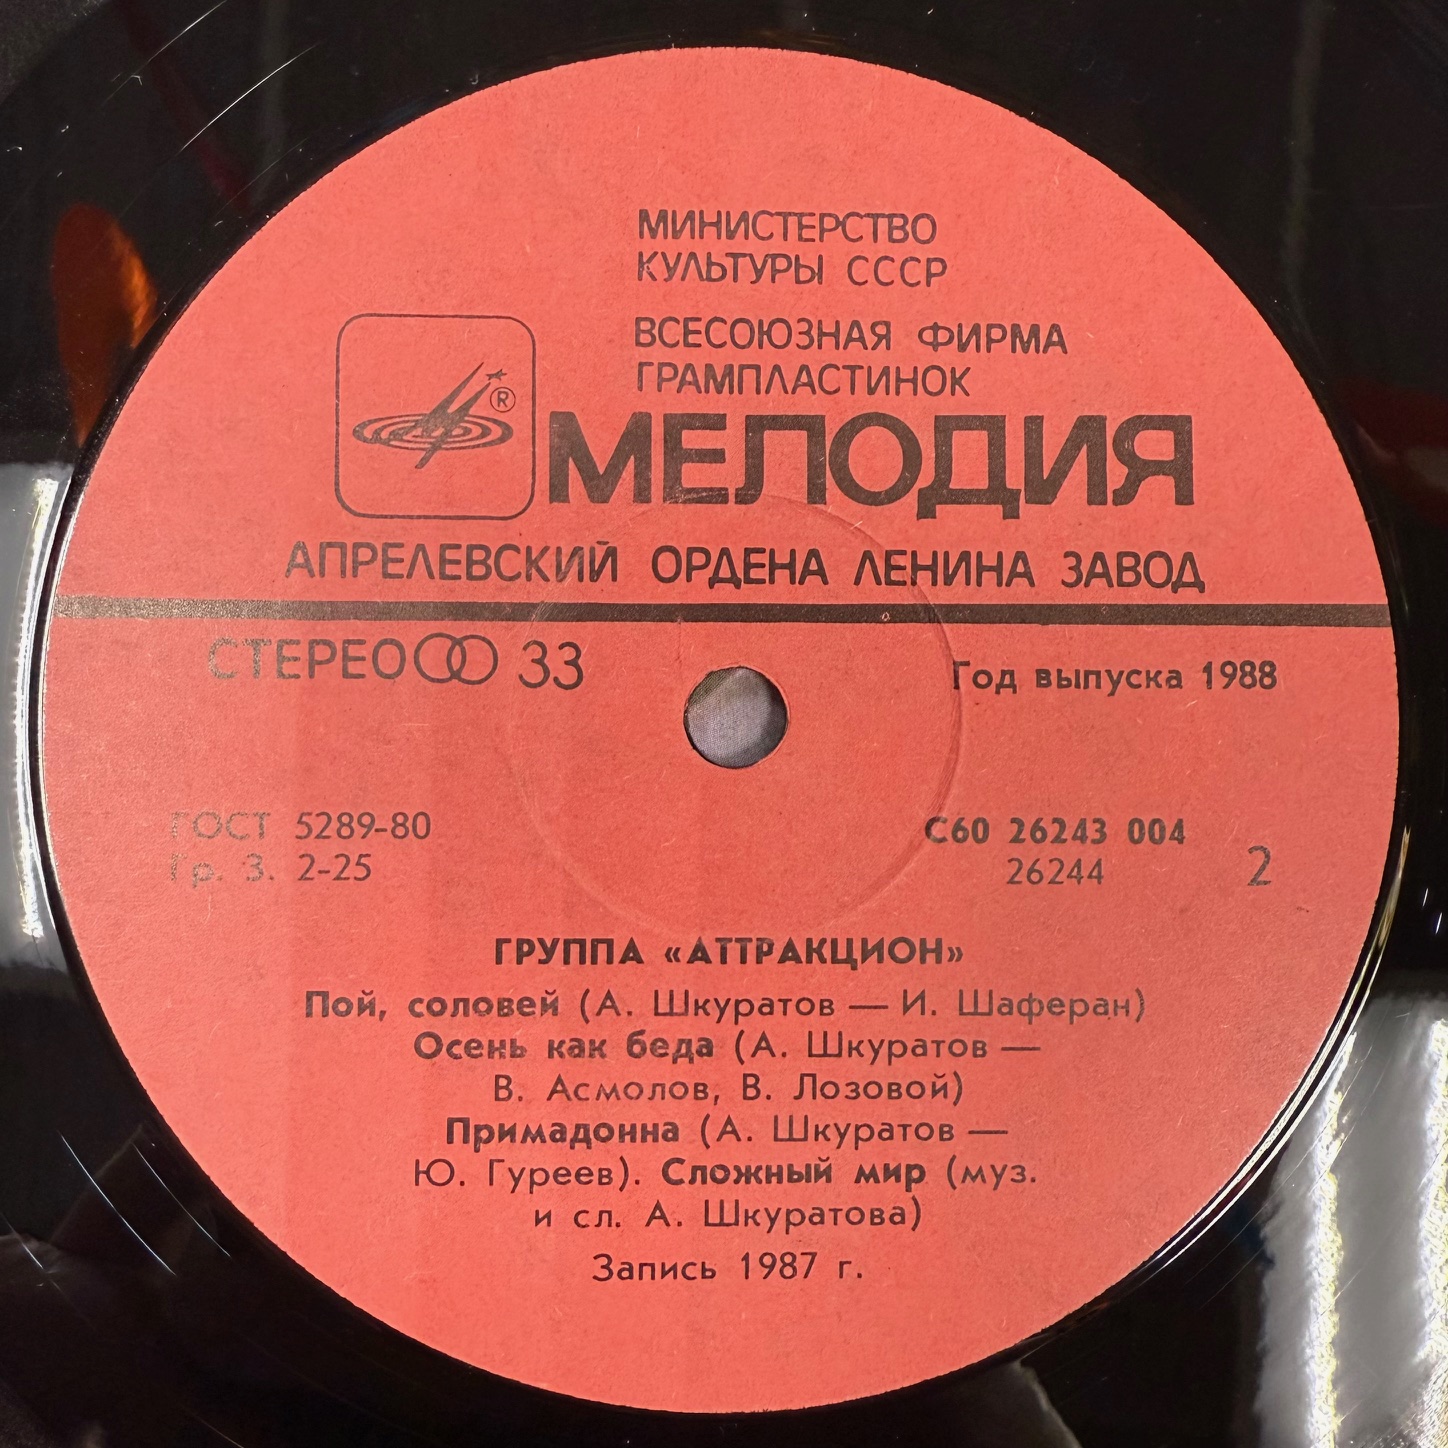 МИНИСТЕРСТВО
КУЛЬТУРЫ СССР
ВСЕСОЮЗНАЯ ФИРМА
ГРАМПЛАСТИНОК
®
МЕЛОДИЯ
АПРЕЛЕВСКИЙ ОРДЕНА ЛЕНИНА ЗАВОД
СТЕРЕО 33
Год выпуска 1988
ГОСТ 5289-80
Гр. 3. 2-25
С60 26243 004
26244
2
ГРУППА «АТТРАКЦИОН»
Пой, соловей (А. Шкуратов — И. Шаферан)
Осень как беда (А. Шкуратов —
В. Асмолов, В. Лозовой)
Примадонна (А. Шкуратов —
Ю. Гуреев). Сложный мир (муз.
и сл. А. Шкуратова)
Запись 1987 г.